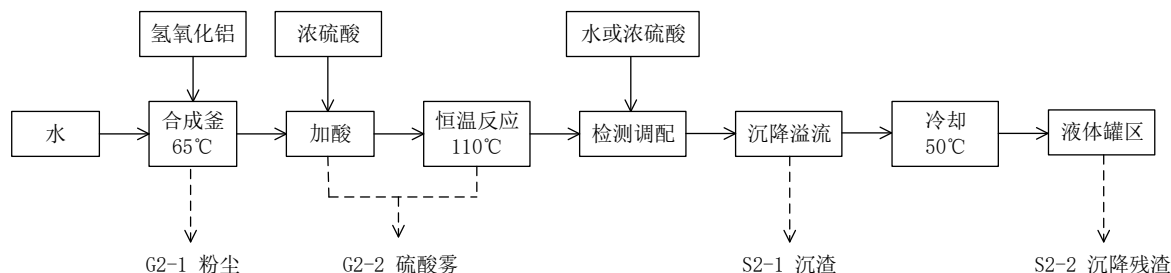 氢氧化铝
浓硫酸
水或浓硫酸
水
合成釜
65℃
加酸
恒温反应
110℃
检测调配
沉降溢流
冷却
50℃
液体罐区
G2-1 粉尘
G2-2 硫酸雾
S2-1 沉渣
S2-2 沉降残渣